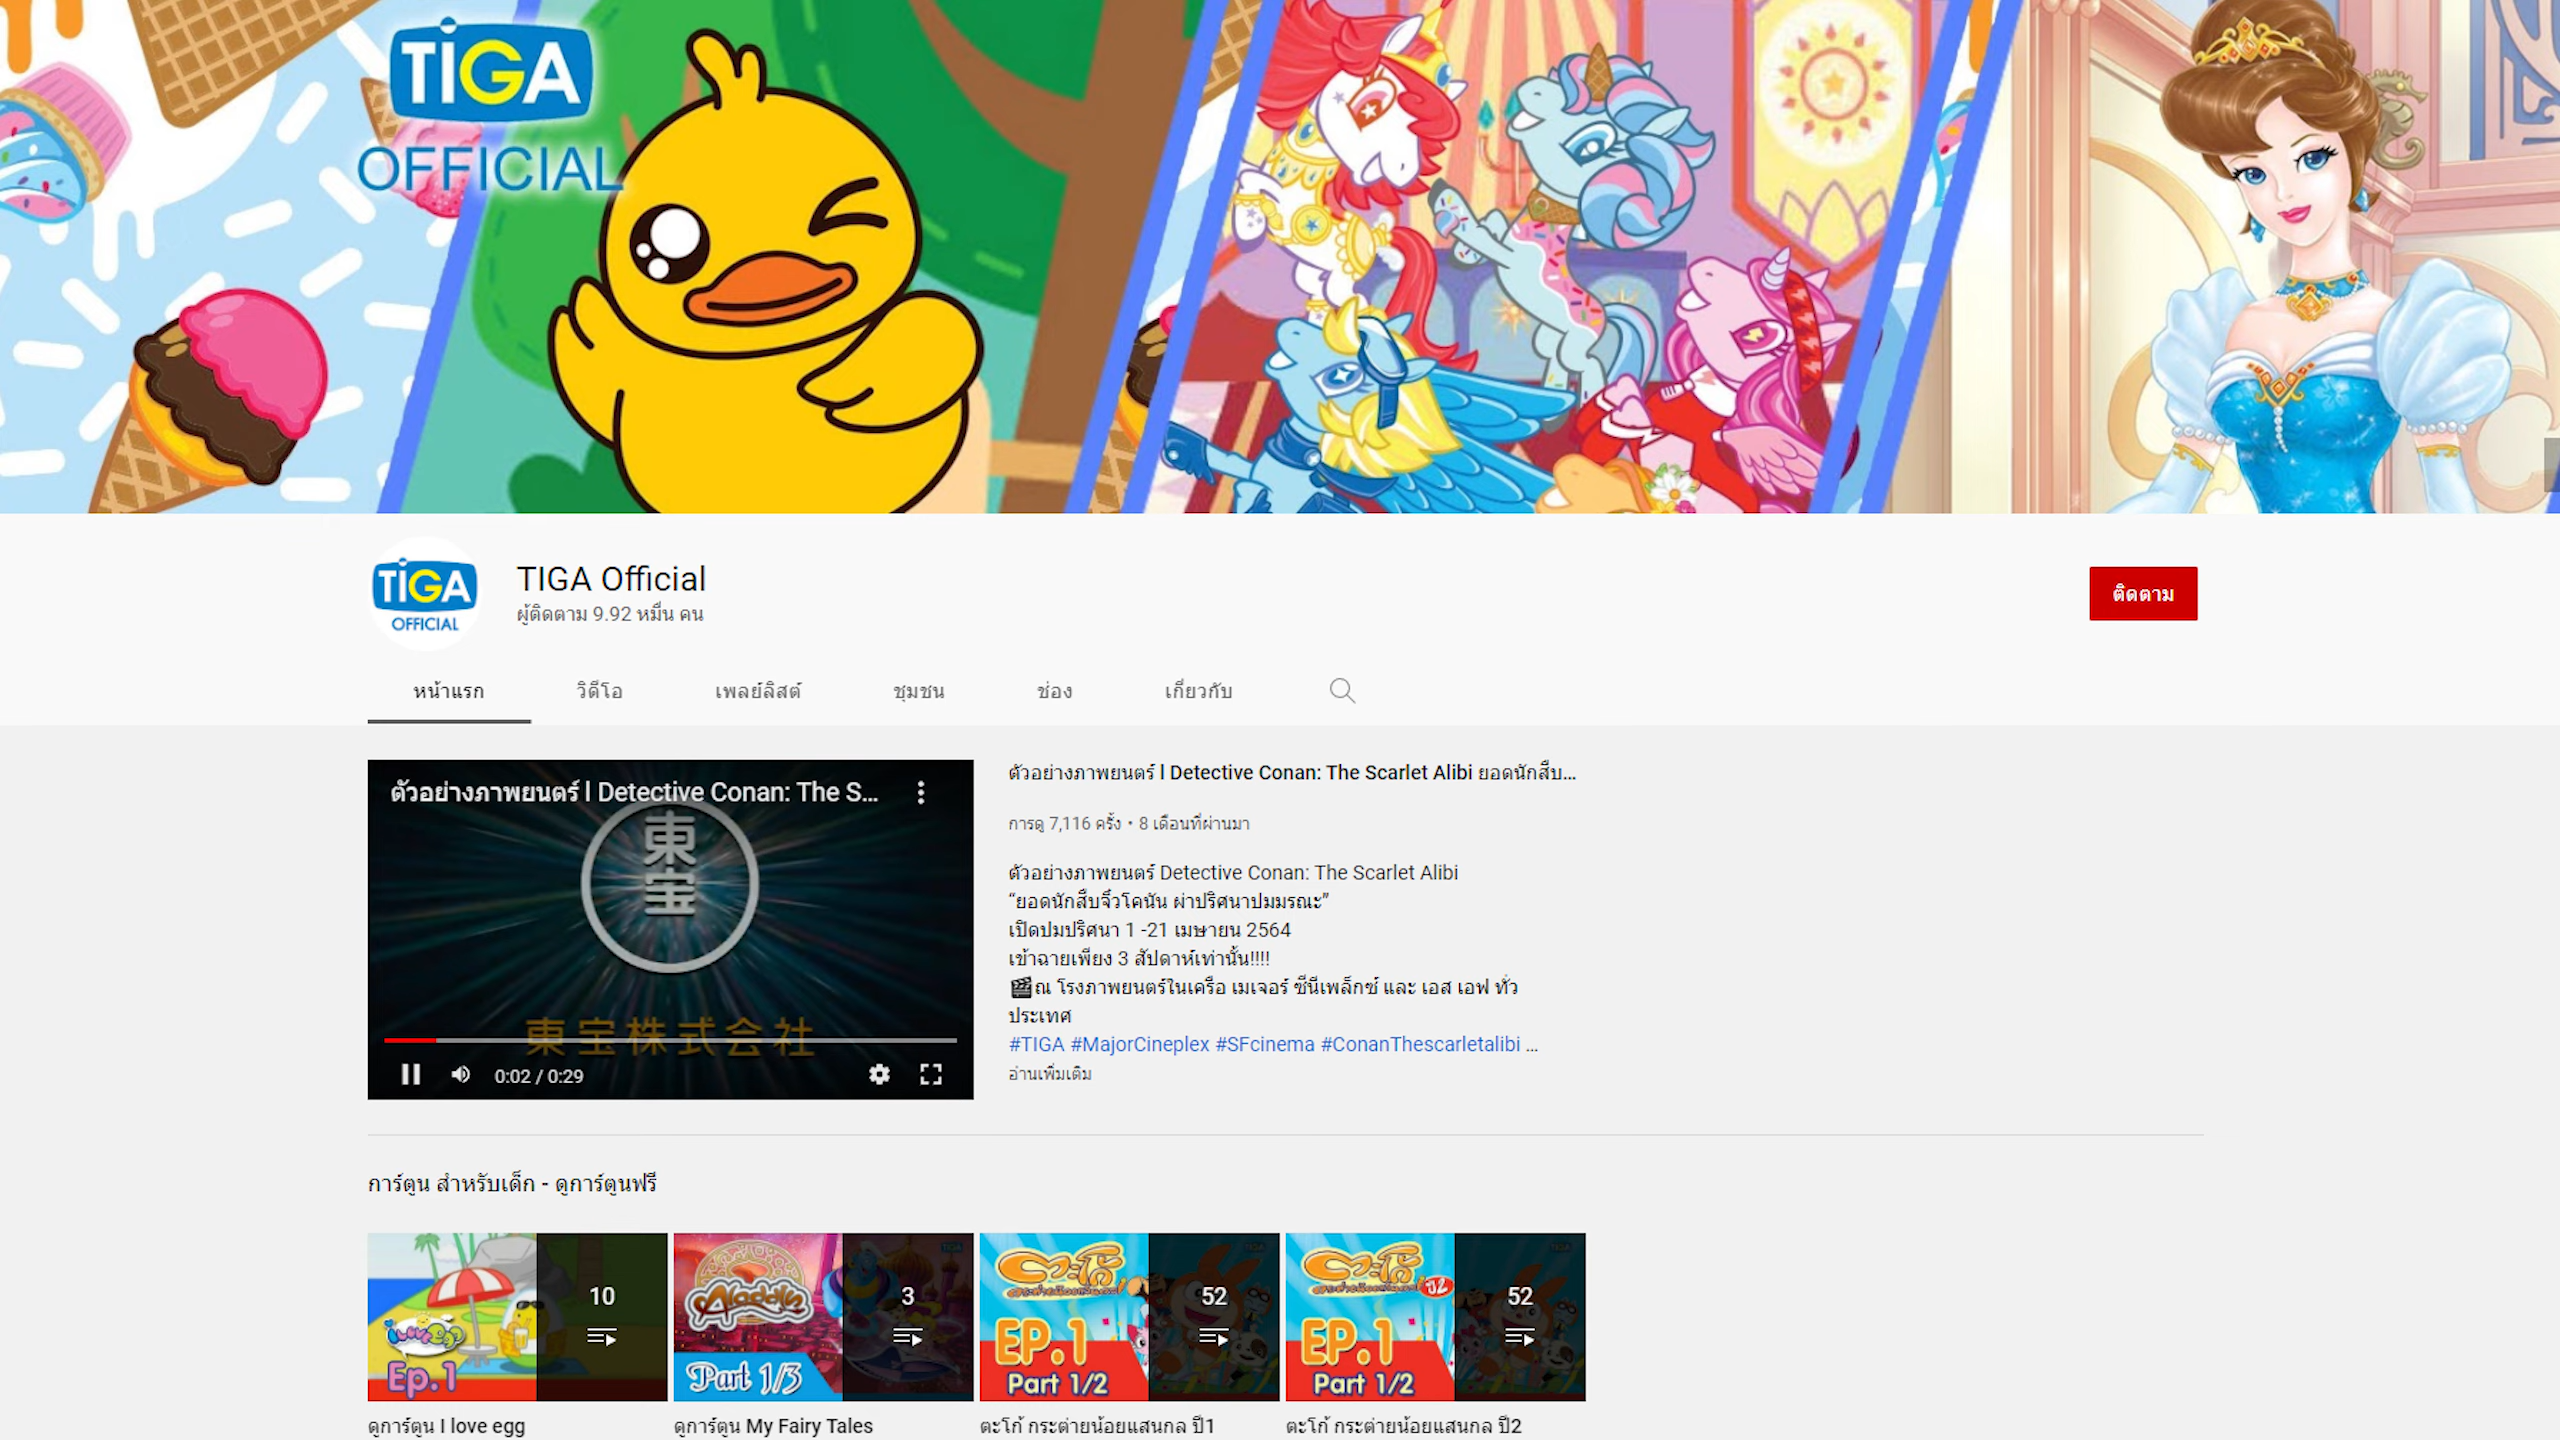 TIGA
OFFICIAL
TIGA
OFFICIAL
TIGA Official
ผู้ติดตาม 9.92 หมื่น คน
ติดตาม
หน้าแรก วิดีโอ เพลย์ลิสต์ ชุมชน ช่อง เกี่ยวกับ
ตัวอย่างภาพยนตร์ l Detective Conan: The S...
東宝
東宝株式会社
0:02 / 0:29
ตัวอย่างภาพยนตร์ l Detective Conan: The Scarlet Alibi ยอดนักสืบ...
การดู 7,116 ครั้ง • 8 เดือนที่ผ่านมา
ตัวอย่างภาพยนตร์ Detective Conan: The Scarlet Alibi
“ยอดนักสืบจิ๋วโคนัน ผ่าปริศนาปมมรณะ”
เปิดปมปริศนา 1 -21 เมษายน 2564
เข้าฉายเพียง 3 สัปดาห์เท่านั้น!!!!
🎬ณ โรงภาพยนตร์ในเครือ เมเจอร์ ซีนีเพล็กซ์ และ เอส เอฟ ทั่ว
ประเทศ
#TIGA #MajorCineplex #SFcinema #ConanThescarletalibi ...
อ่านเพิ่มเติม
การ์ตูน สำหรับเด็ก - ดูการ์ตูนฟรี
I Love Egg
Ep.1
10
Aladdin
Part 1/3
3
ตะโก้
EP.1
Part 1/2
52
ตะโก้
ปี2
EP.1
Part 1/2
52
ดูการ์ตูน I love egg
ดูการ์ตูน My Fairy Tales
ตะโก้ กระต่ายน้อยแสนกล ปี1
ตะโก้ กระต่ายน้อยแสนกล ปี2